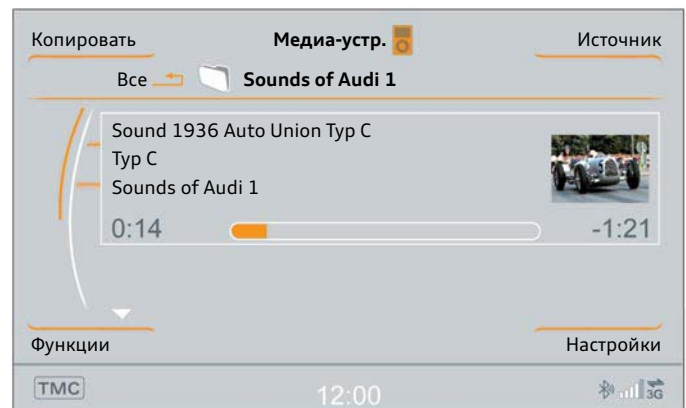 Копировать
Медиа-устр.
Источник
Все
Sounds of Audi 1
Sound 1936 Auto Union Typ C
Typ C
Sounds of Audi 1
0:14
-1:21
Функции
Настройки
TMC
12:00
3G